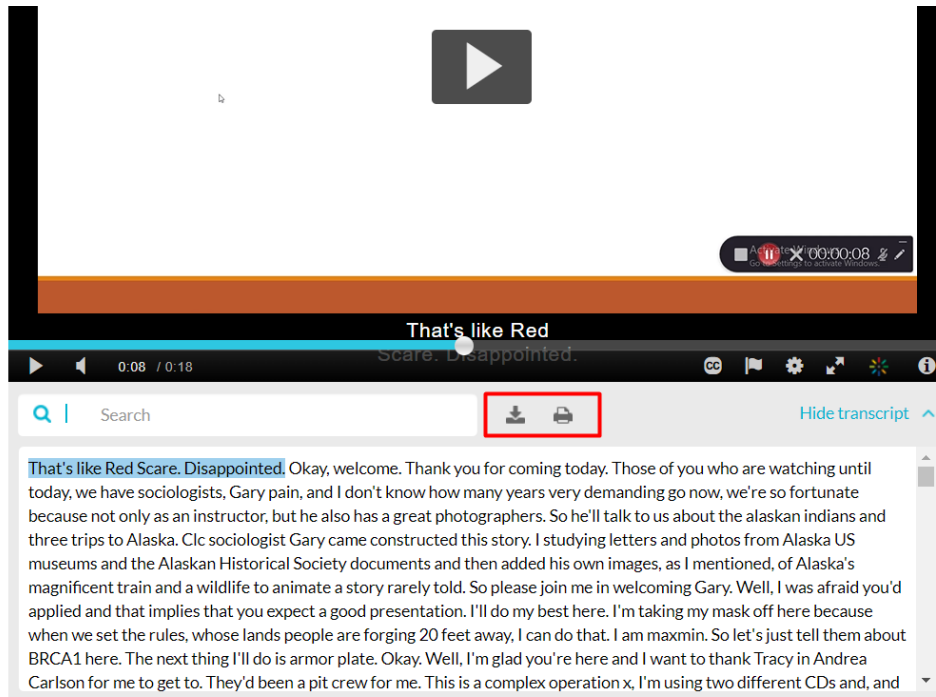 Activate Windows
Go to Settings to activate Windows.
00:00:08
That's like Red
Scare. Disappointed.
0:08 / 0:18
CC
Search
Hide transcript
That's like Red Scare. Disappointed. Okay, welcome. Thank you for coming today. Those of you who are watching until
today, we have sociologists, Gary pain, and I don't know how many years very demanding go now, we're so fortunate
because not only as an instructor, but he also has a great photographers. So he'll talk to us about the alaskan indians and
three trips to Alaska. Clc sociologist Gary came constructed this story. I studying letters and photos from Alaska US
museums and the Alaskan Historical Society documents and then added his own images, as I mentioned, of Alaska's
magnificent train and a wildlife to animate a story rarely told. So please join me in welcoming Gary. Well, I was afraid you'd
applied and that implies that you expect a good presentation. I'll do my best here. I'm taking my mask off here because
when we set the rules, whose lands people are forging 20 feet away, I can do that. I am maxmin. So let's just tell them about
BRCA1 here. The next thing I'll do is armor plate. Okay. Well, I'm glad you're here and I want to thank Tracy in Andrea
Carlson for me to get to. They'd been a pit crew for me. This is a complex operation x, I'm using two different CDs and, and